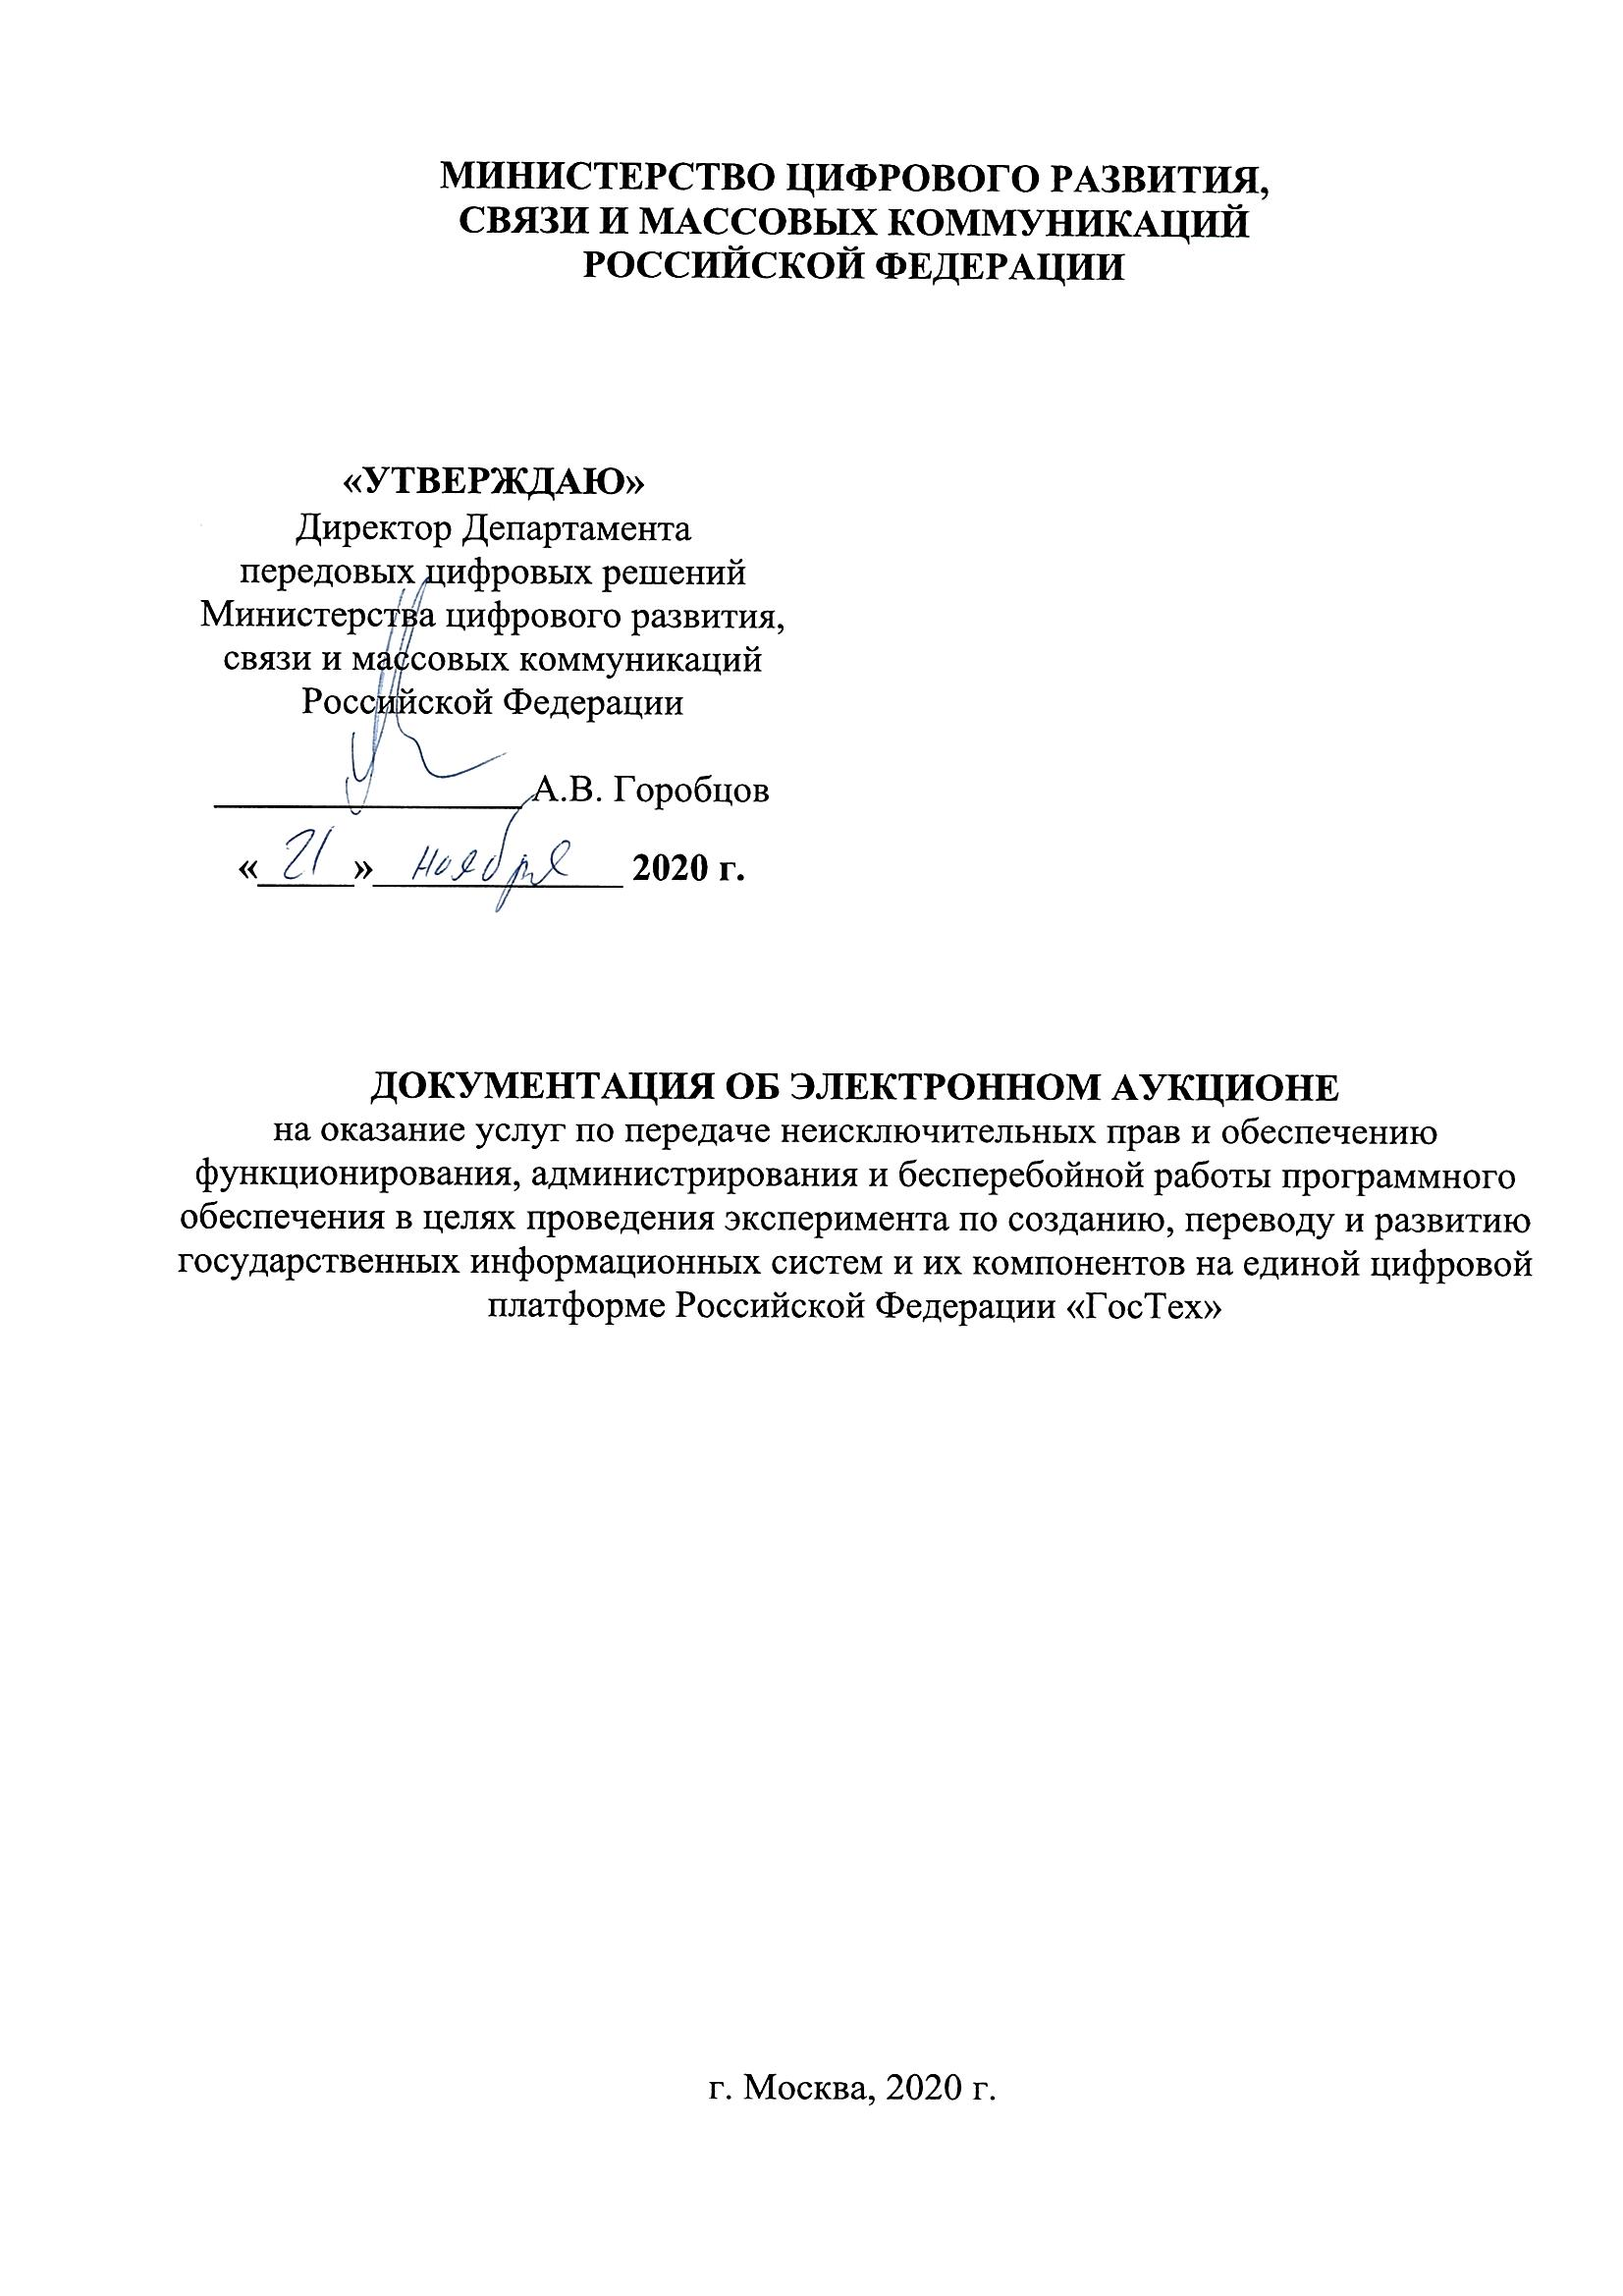 МИНИСТЕРСТВО ЦИФРОВОГО РАЗВИТИЯ,
СВЯЗИ И МАССОВЫХ КОММУНИКАЦИЙ
РОССИЙСКОЙ ФЕДЕРАЦИИ
«УТВЕРЖДАЮ»
Директор Департамента
передовых цифровых решений
Министерства цифрового развития,
связи и массовых коммуникаций
Российской Федерации
________________ А.В. Горобцов
«21» ноября 2020 г.
ДОКУМЕНТАЦИЯ ОБ ЭЛЕКТРОННОМ АУКЦИОНЕ
на оказание услуг по передаче неисключительных прав и обеспечению
функционирования, администрирования и бесперебойной работы программного
обеспечения в целях проведения эксперимента по созданию, переводу и развитию
государственных информационных систем и их компонентов на единой цифровой
платформе Российской Федерации «ГосТех»
г. Москва, 2020 г.